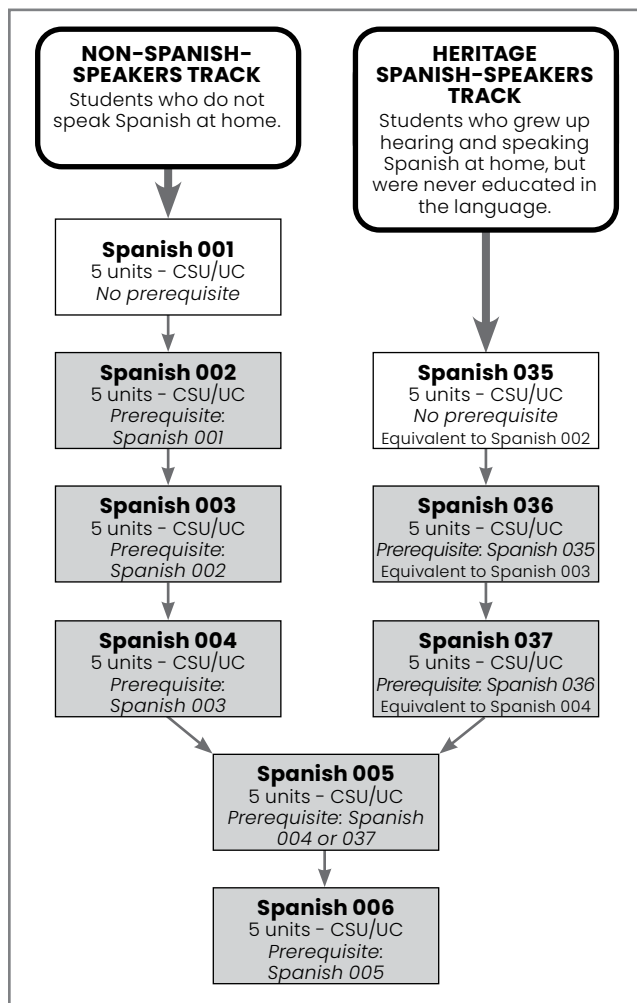 NON-SPANISH-
SPEAKERS TRACK
Students who do not
speak Spanish at home.
Spanish 001
5 units - CSU/UC
No prerequisite
Spanish 002
5 units - CSU/UC
Prerequisite:
Spanish 001
Spanish 003
5 units - CSU/UC
Prerequisite:
Spanish 002
Spanish 004
5 units - CSU/UC
Prerequisite:
Spanish 003
HERITAGE
SPANISH-SPEAKERS
TRACK
Students who grew up
hearing and speaking
Spanish at home, but
were never educated in
the language.
Spanish 035
5 units - CSU/UC
No prerequisite
Equivalent to Spanish 002
Spanish 036
5 units - CSU/UC
Prerequisite: Spanish 035
Equivalent to Spanish 003
Spanish 037
5 units - CSU/UC
Prerequisite: Spanish 036
Equivalent to Spanish 004
Spanish 005
5 units - CSU/UC
Prerequisite: Spanish
004 or 037
Spanish 006
5 units - CSU/UC
Prerequisite:
Spanish 005